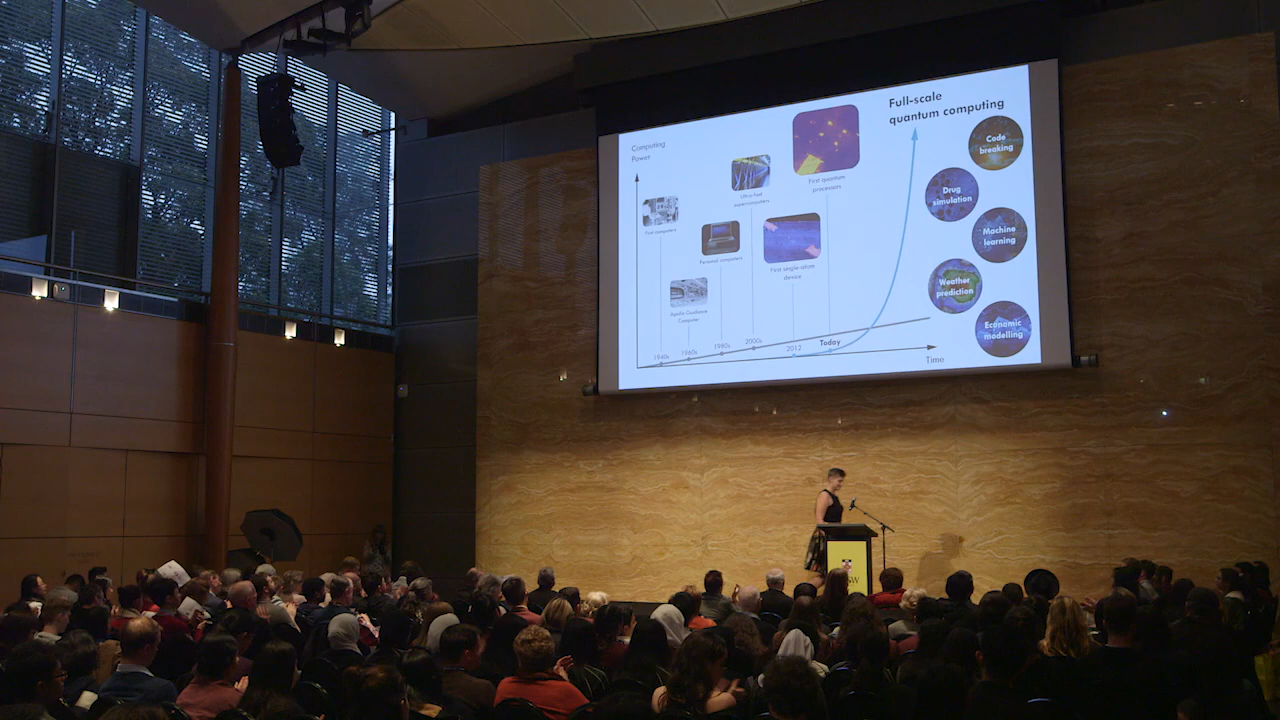 Computing
Power
First computers
Apollo Guidance
Computer
Personal computers
Ultra-fast
supercomputers
First single-atom
device
First quantum
processors
Full-scale
quantum computing
Code
breaking
Drug
simulation
Machine
learning
Weather
prediction
Economic
modelling
1940s
1960s
1980s
2000s
2012
Today
Time